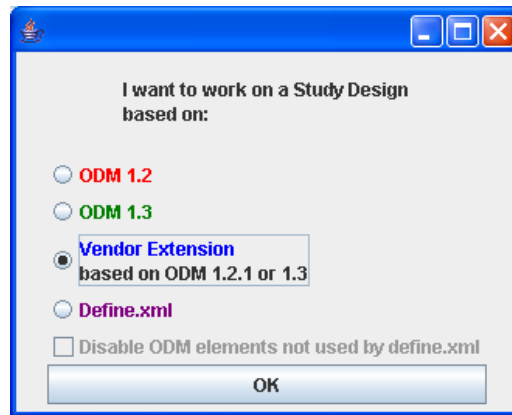 I want to work on a Study Design
based on:
ODM 1.2
ODM 1.3
Vendor Extension
based on ODM 1.2.1 or 1.3
Define.xml
Disable ODM elements not used by define.xml
OK